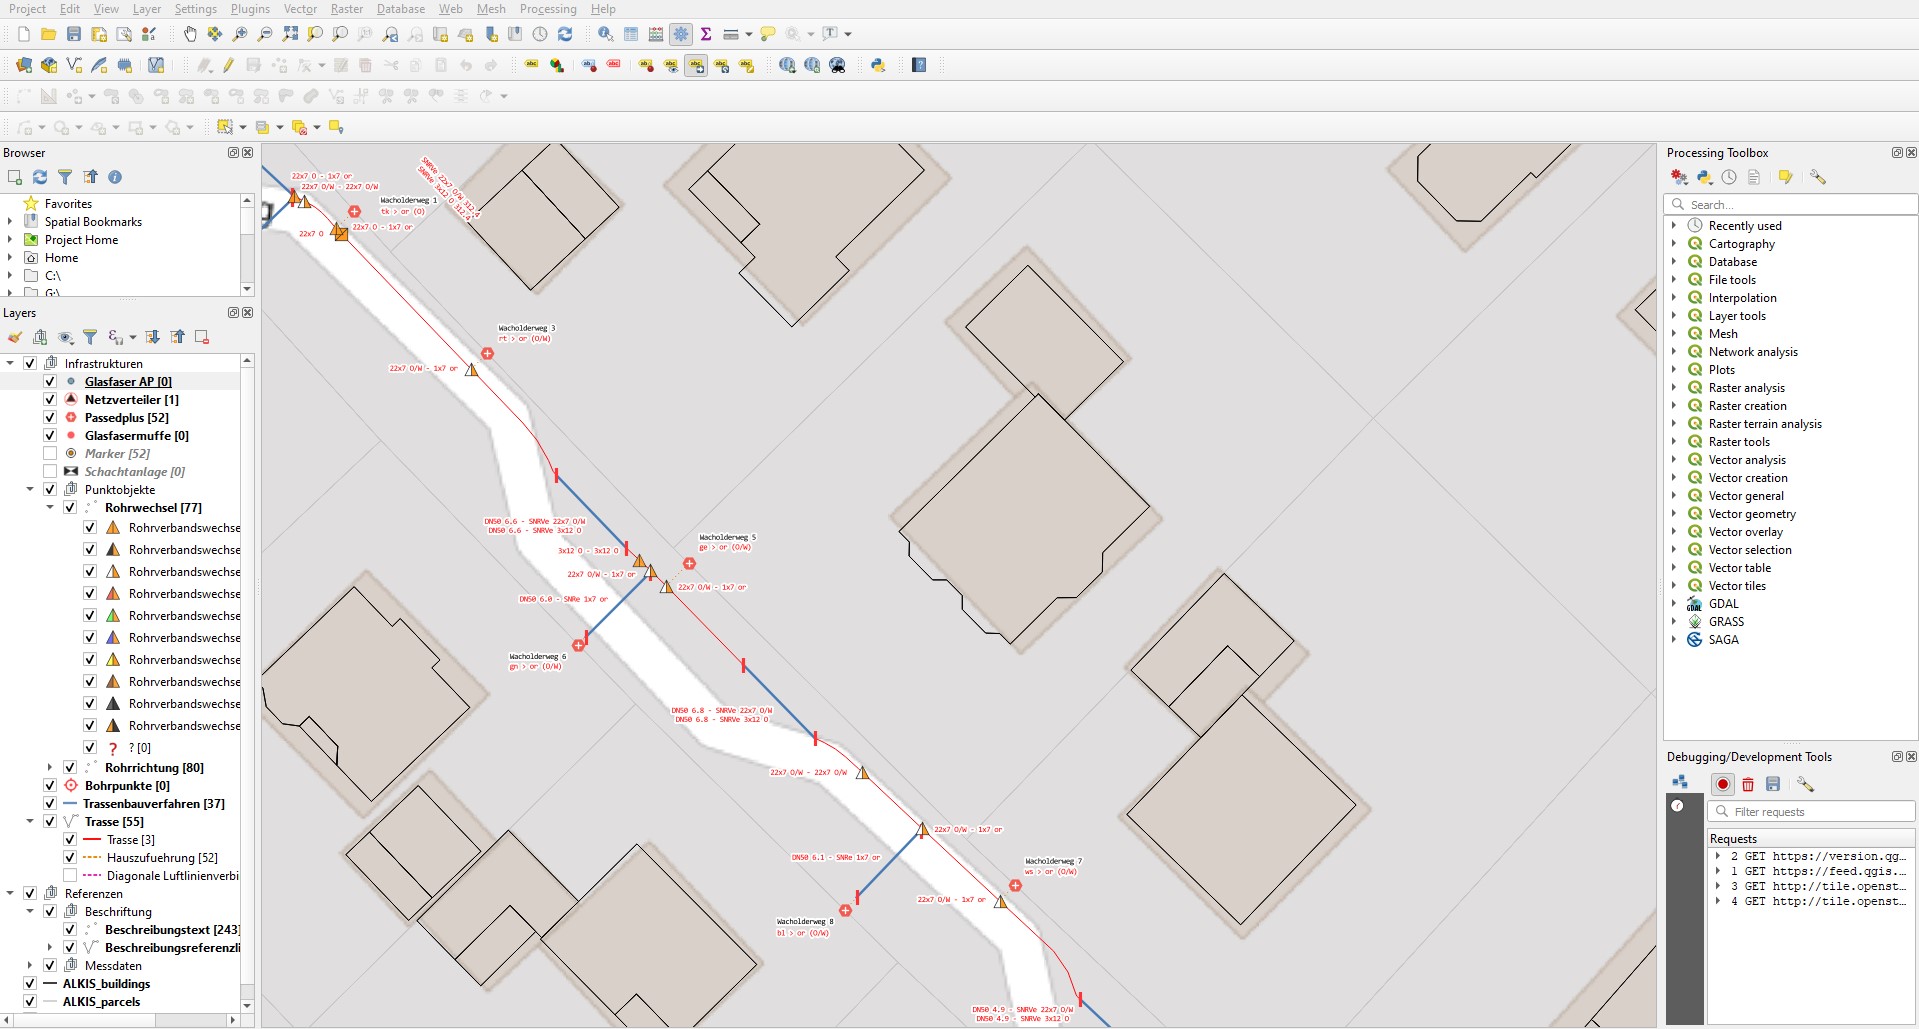 Project Edit View Layer Settings Plugins Vector Raster Database Web Mesh Processing Help
Browser
Favorites
Spatial Bookmarks
Project Home
Home
C:\
G:\
Layers
Infrastrukturen
Glasfaser AP [0]
Netzverteiler [1]
Passedplus [52]
Glasfasermuffe [0]
Marker [52]
Schachtanlage [0]
Punktobjekte
Rohrwechsel [77]
Rohrverbandswechse
Rohrverbandswechse
Rohrverbandswechse
Rohrverbandswechse
Rohrverbandswechse
Rohrverbandswechse
Rohrverbandswechse
Rohrverbandswechse
Rohrverbandswechse
Rohrverbandswechse
? [0]
Rohrrichtung [80]
Bohrpunkte [0]
Trassenbauverfahren [37]
Trasse [55]
Trasse [3]
Hauszufuehrung [52]
Diagonale Luftlinienverbi
Referenzen
Beschriftung
Beschreibungstext [243]
Beschreibungsreferenzli
Messdaten
ALKIS_buildings
ALKIS_parcels
22x7 O - 1x7 or
22x7 O/W - 22x7 O/W
SNRVe 22x7 O/W 312.4
SNRVe 3x12 O 312.4
Wacholderweg 1
tk > or (O)
22x7 O
22x7 O - 1x7 or
Wacholderweg 3
rt > or (O/W)
22x7 O/W - 1x7 or
DN50 6.6 - SNRVe 22x7 O/W
DN50 6.6 - SNRVe 3x12 O
Wacholderweg 5
ge > or (O/W)
3x12 O - 3x12 O
22x7 O/W - 1x7 or
22x7 O/W - 1x7 or
DN50 6.0 - SNRe 1x7 or
Wacholderweg 6
gn > or (O/W)
DN50 6.8 - SNRVe 22x7 O/W
DN50 6.8 - SNRVe 3x12 O
22x7 O/W - 22x7 O/W
22x7 O/W - 1x7 or
DN50 6.1 - SNRe 1x7 or
Wacholderweg 7
ws > or (O/W)
22x7 O/W - 1x7 or
Wacholderweg 8
bl > or (O/W)
DN50 4.9 - SNRVe 22x7 O/W
DN50 4.9 - SNRVe 3x12 O
Processing Toolbox
Search...
Recently used
Cartography
Database
File tools
Interpolation
Layer tools
Mesh
Network analysis
Plots
Raster analysis
Raster creation
Raster terrain analysis
Raster tools
Vector analysis
Vector creation
Vector general
Vector geometry
Vector overlay
Vector selection
Vector table
Vector tiles
GDAL
GRASS
SAGA
Debugging/Development Tools
Filter requests
Requests
2 GET https://version.qg...
1 GET https://feed.qgis....
3 GET http://tile.openst...
4 GET http://tile.openst...